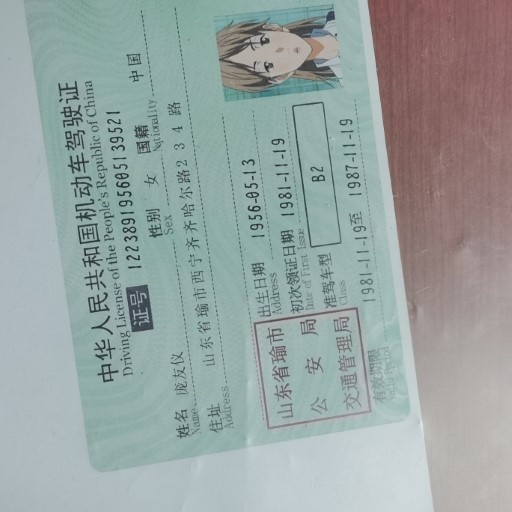 中华人民共和国机动车驾驶证
Driving License of the People's Republic of China
证号 122389195605139521
姓名 庞友仪 性别 女 国籍 中国
Name Sex Nationality
住址 山东省瑜市西宁齐齐哈尔路234路
Address
出生日期 1956-05-13
Address
初次领证日期 1981-11-19
Date of First Issue
准驾车型 B2
Class
1981-11-19至 1987-11-19
有效期限
山东省瑜市
公安局
交通管理局